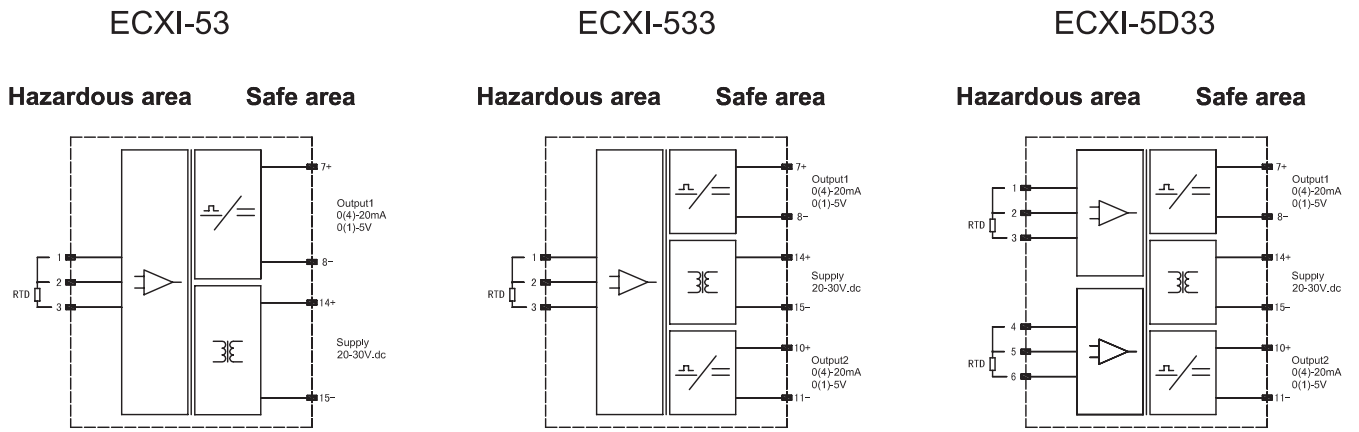 ECXI-53
Hazardous area Safe area
7+
Output1
0(4)-20mA
0(1)-5V
8-
1
2
3
RTD
14+
Supply
20-30V.dc
15-
ECXI-533
Hazardous area Safe area
7+
Output1
0(4)-20mA
0(1)-5V
8-
1
2
3
RTD
14+
Supply
20-30V.dc
15-
10+
Output2
0(4)-20mA
0(1)-5V
11-
ECXI-5D33
Hazardous area Safe area
7+
Output1
0(4)-20mA
0(1)-5V
8-
1
2
3
RTD
14+
Supply
20-30V.dc
15-
4
5
6
RTD
10+
Output2
0(4)-20mA
0(1)-5V
11-